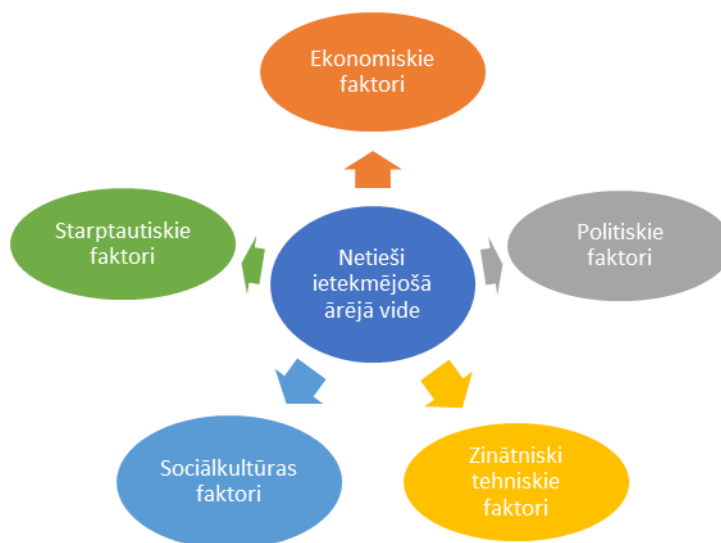 Ekonomiskie
faktori
Starptautiskie
faktori
Netieši
ietekmējošā
ārējā vide
Politiskie
faktori
Sociālkultūras
faktori
Zinātniski
tehniskie
faktori